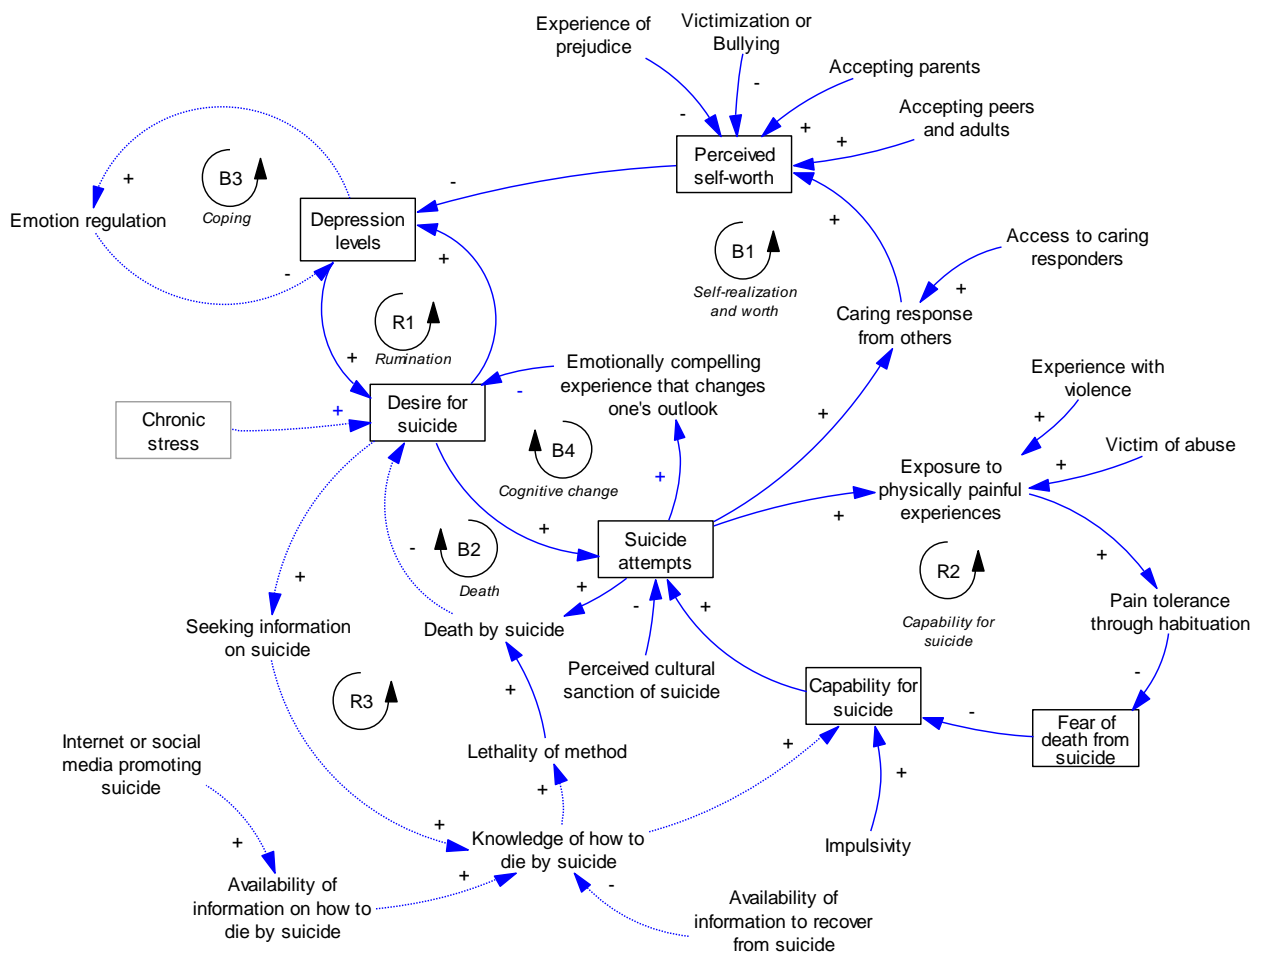 Experience of
prejudice
Victimization or
Bullying
Accepting parents
Accepting peers
and adults
-
-
+
+
Perceived
self-worth
B3
Coping
+
-
Emotion regulation
Depression
levels
-
+
+
B1
Self-realization
and worth
Access to caring
responders
+
Caring response
from others
R1
Rumination
+
Emotionally compelling
experience that changes
one's outlook
-
Experience with
violence
+
Chronic
stress
+
Desire for
suicide
+
B4
Cognitive change
+
Victim of abuse
+
Exposure to
physically painful
experiences
+
+
Suicide
attempts
B2
Death
-
+
R2
Capability for
suicide
+
Pain tolerance
through habituation
+
+
-
+
Seeking information
on suicide
Death by suicide
Perceived cultural
sanction of suicide
-
R3
+
Capability for
suicide
-
Fear of
death from
suicide
Internet or social
media promoting
suicide
Lethality of method
+
+
+
+
+
Knowledge of how to
die by suicide
Impulsivity
+
-
Availability of
information on how to
die by suicide
Availability of
information to recover
from suicide